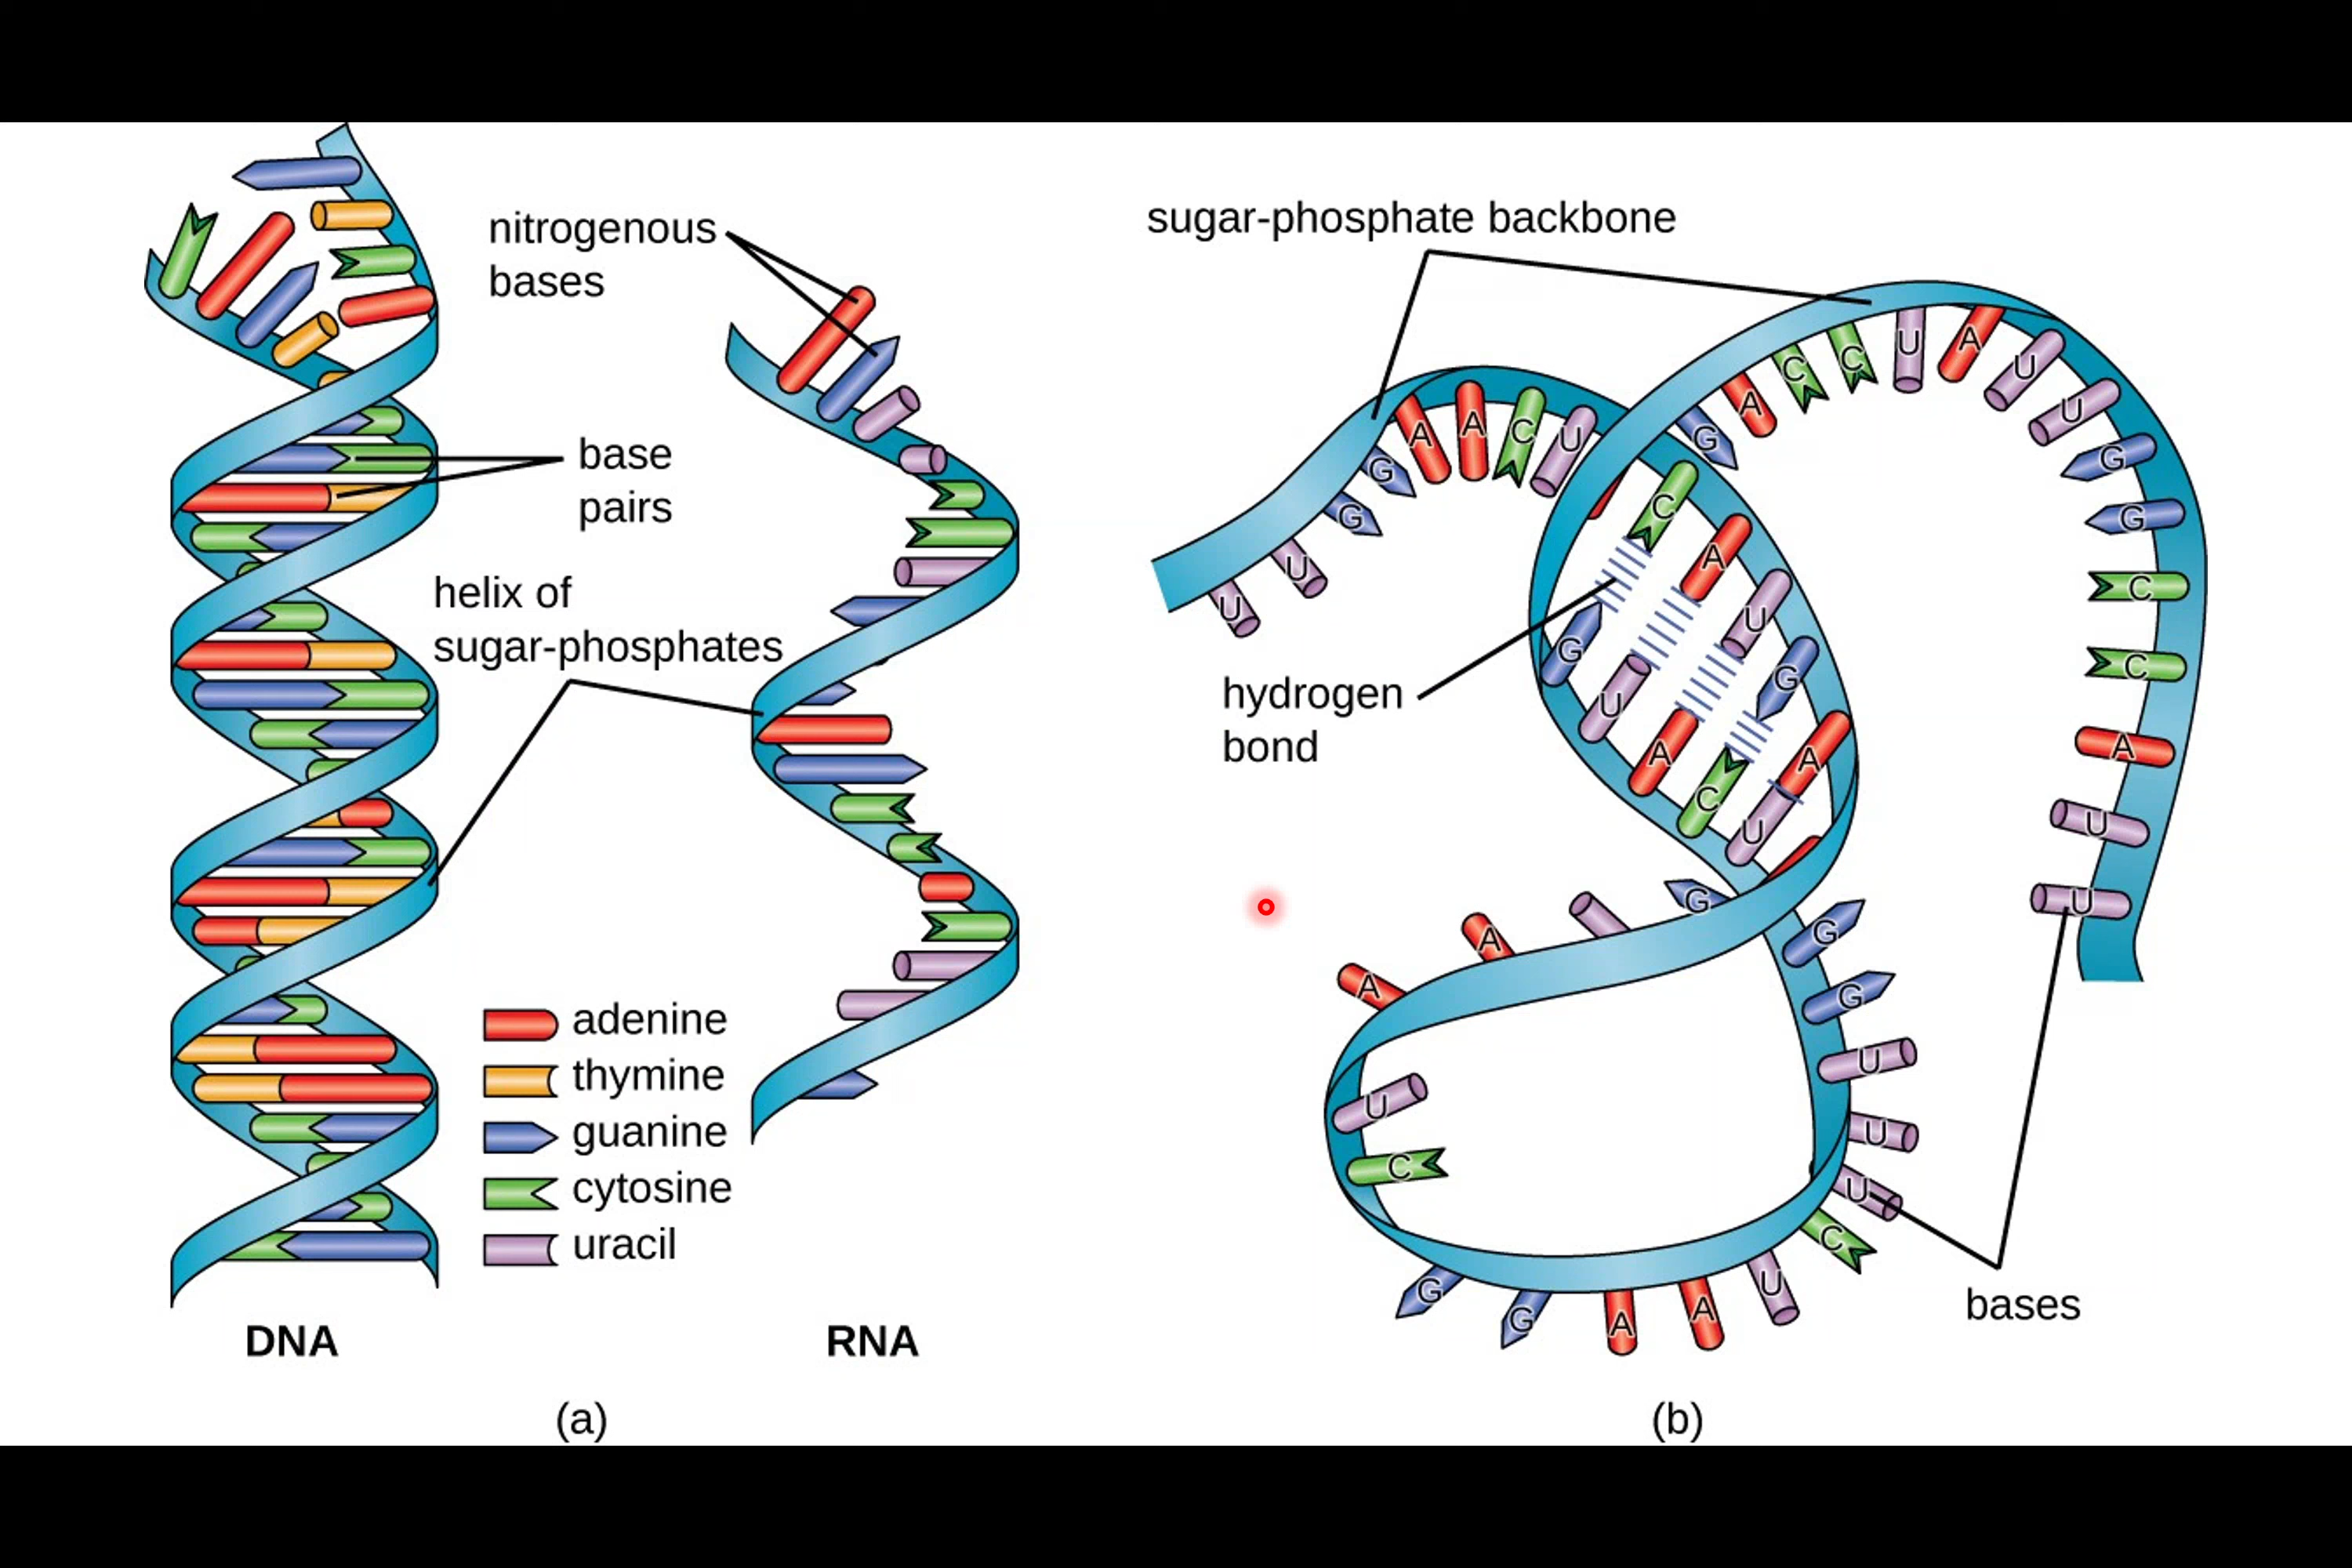 nitrogenous
bases
base
pairs
helix of
sugar-phosphates
adenine
thymine
guanine
cytosine
uracil
DNA
RNA
(a)
sugar-phosphate backbone
U
U
G
G
A
A
C
U
G
A
C
C
U
A
U
U
G
G
C
C
A
U
U
hydrogen
bond
C
A
U
G
A
G
U
A
C
U
G
A
A
U
C
G
G
A
A
U
C
U
U
U
G
G
bases
(b)